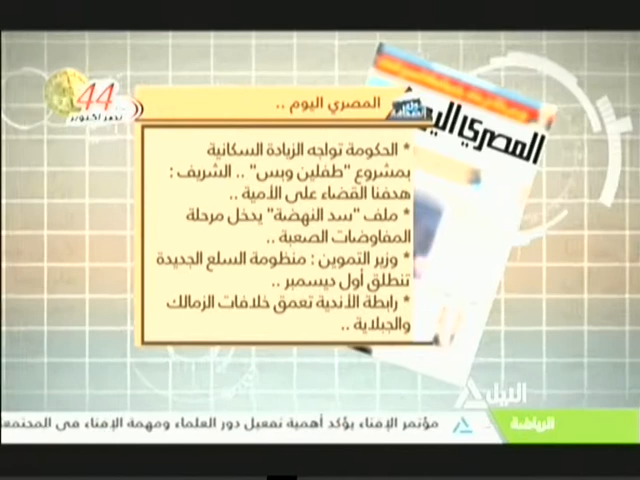 44
نصر أكتوبر
المصري اليوم ..
المصري اليوم
* الحكومة تواجه الزيادة السكانية
بمشروع "طفلين وبس" .. الشريف :
هدفنا القضاء على الأمية ..
* ملف "سد النهضة" يدخل مرحلة
المفاوضات الصعبة ..
* وزير التموين : منظومة السلع الجديدة
تنطلق أول ديسمبر ..
* رابطة الأندية تعمق خلافات الزمالك
والجبلاية ..
النيل
الرياضة
مؤتمر الإفتاء يؤكد أهمية تفعيل دور العلماء ومهمة الإفتاء فى المجتمع